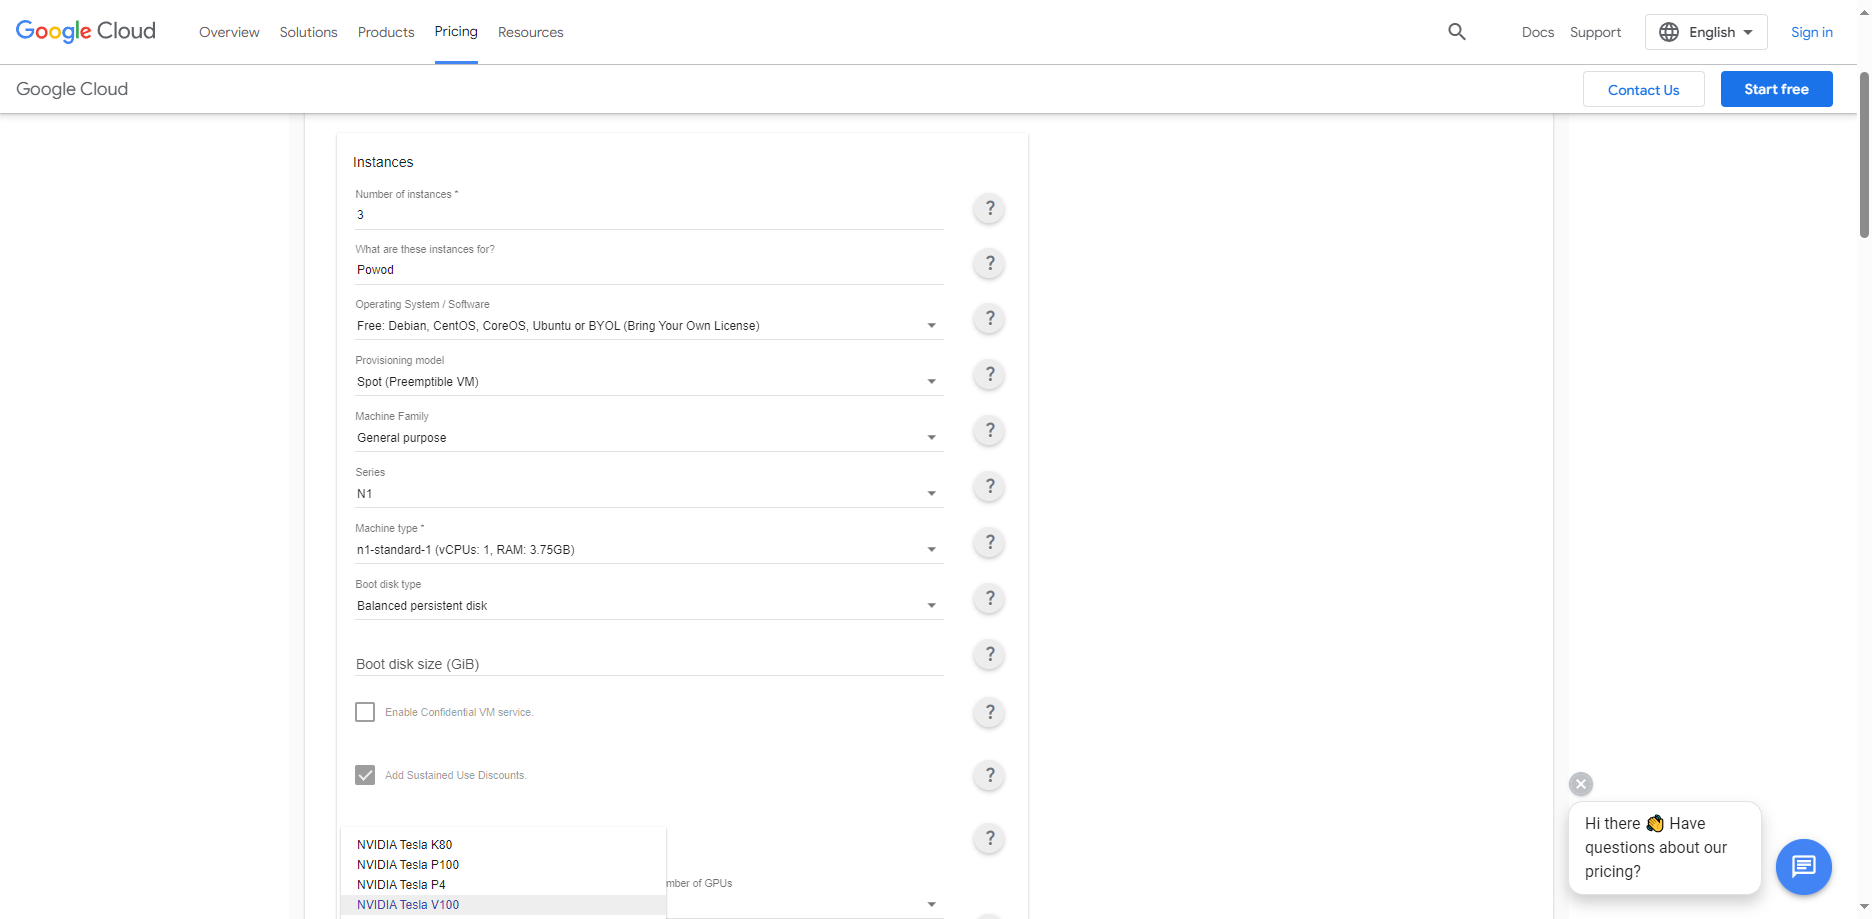 Google Cloud
Overview
Solutions
Products
Pricing
Resources
Docs
Support
English
Sign in
Google Cloud
Contact Us
Start free
Instances
Number of instances *
3
?
What are these instances for?
Powod
?
Operating System / Software
Free: Debian, CentOS, CoreOS, Ubuntu or BYOL (Bring Your Own License)
?
Provisioning model
Spot (Preemptible VM)
?
Machine Family
General purpose
?
Series
N1
?
Machine type *
n1-standard-1 (vCPUs: 1, RAM: 3.75GB)
?
Boot disk type
Balanced persistent disk
?
Boot disk size (GiB)
?
Enable Confidential VM service.
?
Add Sustained Use Discounts.
?
?
NVIDIA Tesla K80
NVIDIA Tesla P100
NVIDIA Tesla P4
NVIDIA Tesla V100
mber of GPUs
Hi there 👋 Have
questions about our
pricing?